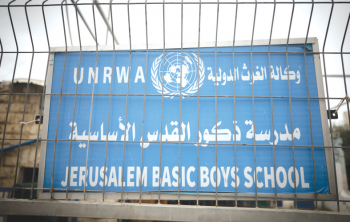 UNRWA وكالة الغوث الدولية
مدرسة ذكور القدس الأساسية
JERUSALEM BASIC BOYS SCHOOL